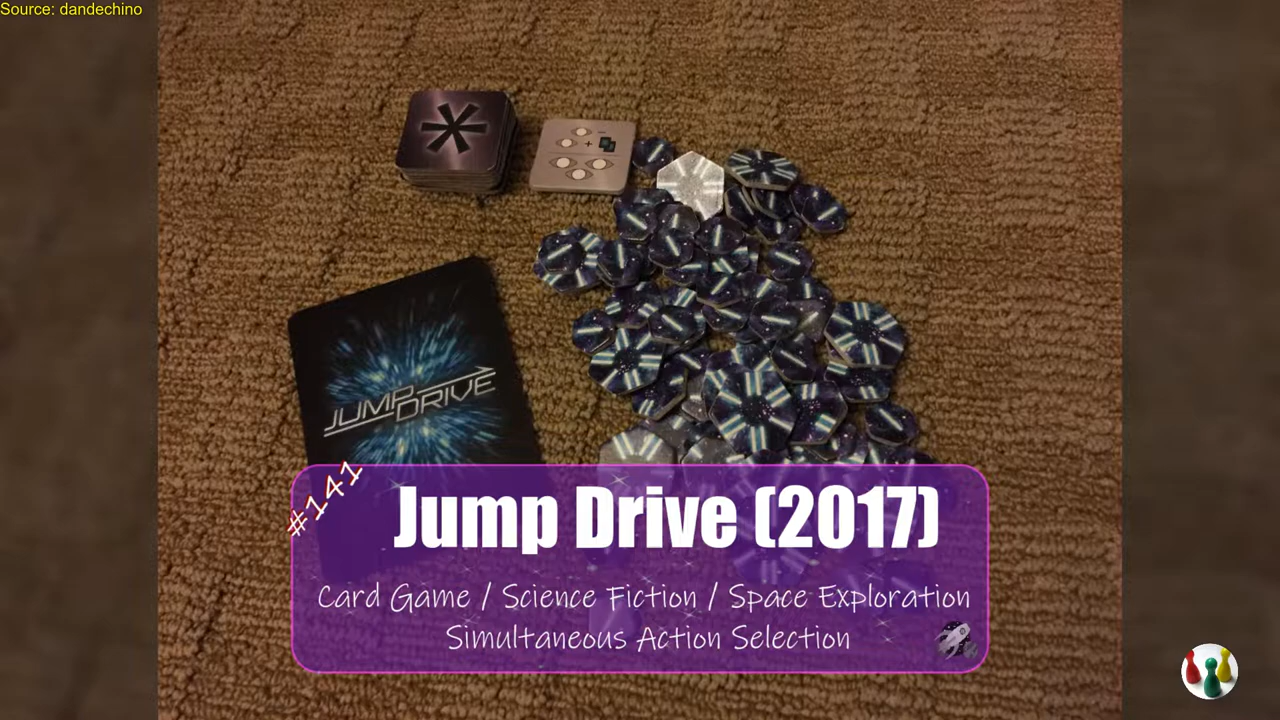 Source: dandechino
JUMP DRIVE
#141
Jump Drive (2017)
Card Game / Science Fiction / Space Exploration
Simultaneous Action Selection